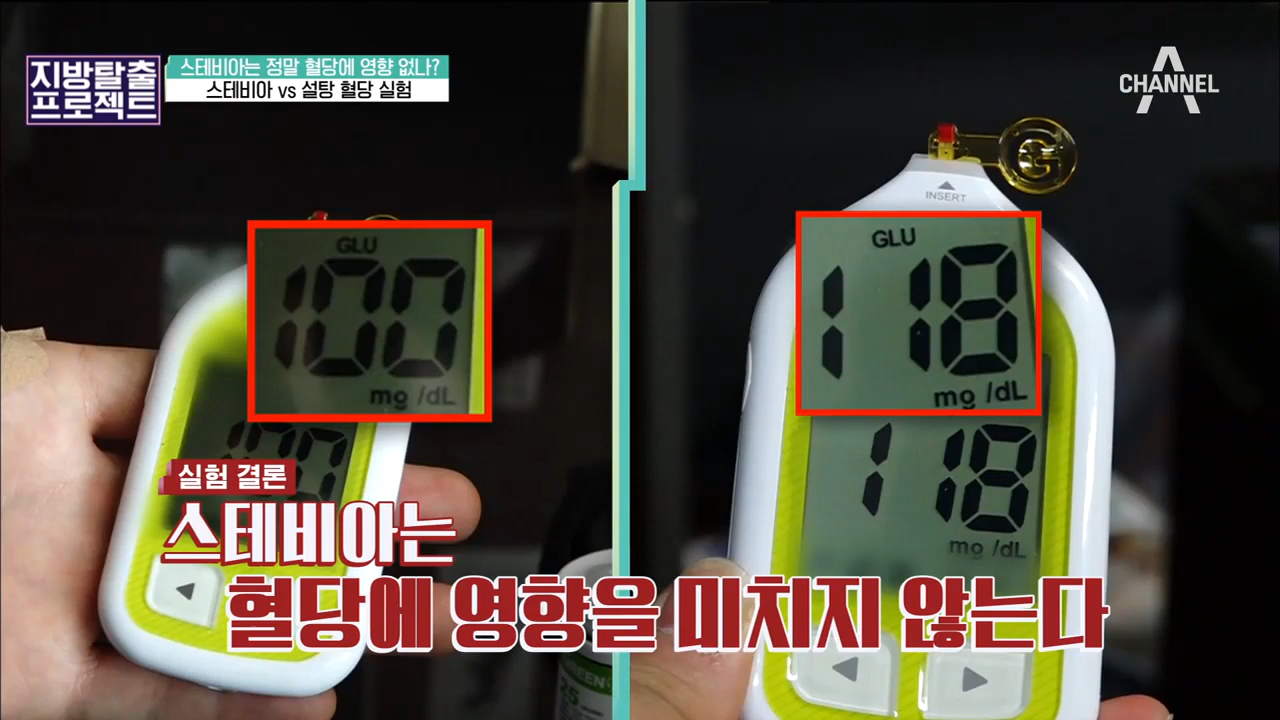 지방탈출
프로젝트
스테비아는 정말 혈당에 영향 없나?
스테비아 vs 설탕 혈당 실험
CHANNEL A
G
INSERT
GLU
100
mg/dL
GLU
118
mg/dL
118
mg/dL
실험 결론
스테비아는
혈당에 영향을 미치지 않는다